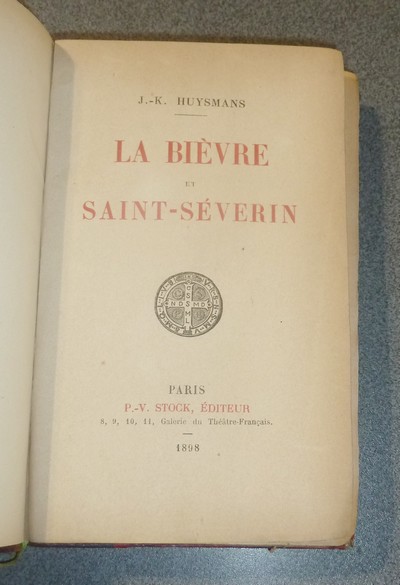 J.-K. HUYSMANS
LA BIÈVRE
ET
SAINT-SÉVERIN
PARIS
P.-V. STOCK, ÉDITEUR
8, 9, 10, 11, Galerie du Théâtre-Français.
1898